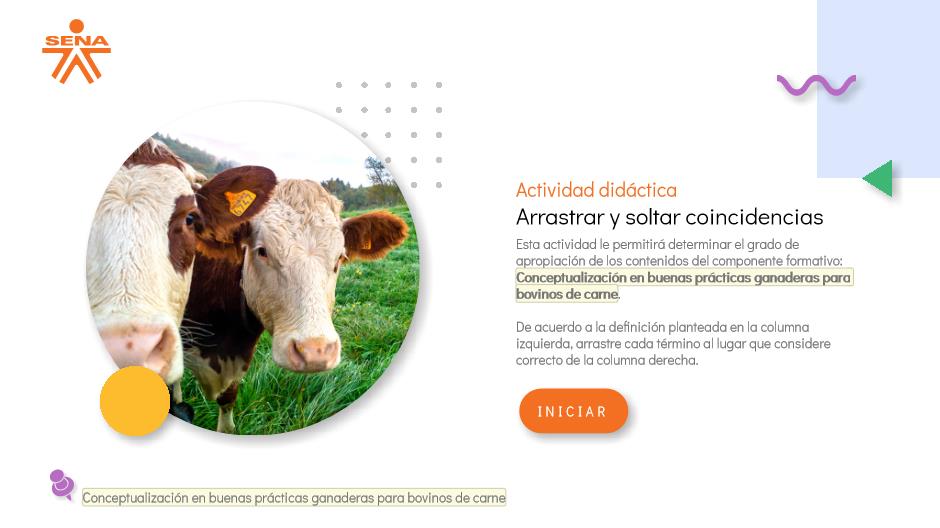 SENA
Actividad didáctica
Arrastrar y soltar coincidencias
Esta actividad le permitirá determinar el grado de
apropiación de los contenidos del componente formativo:
Conceptualización en buenas prácticas ganaderas para
bovinos de carne.
De acuerdo a la definición planteada en la columna
izquierda, arrastre cada término al lugar que considere
correcto de la columna derecha.
INICIAR
Conceptualización en buenas prácticas ganaderas para bovinos de carne